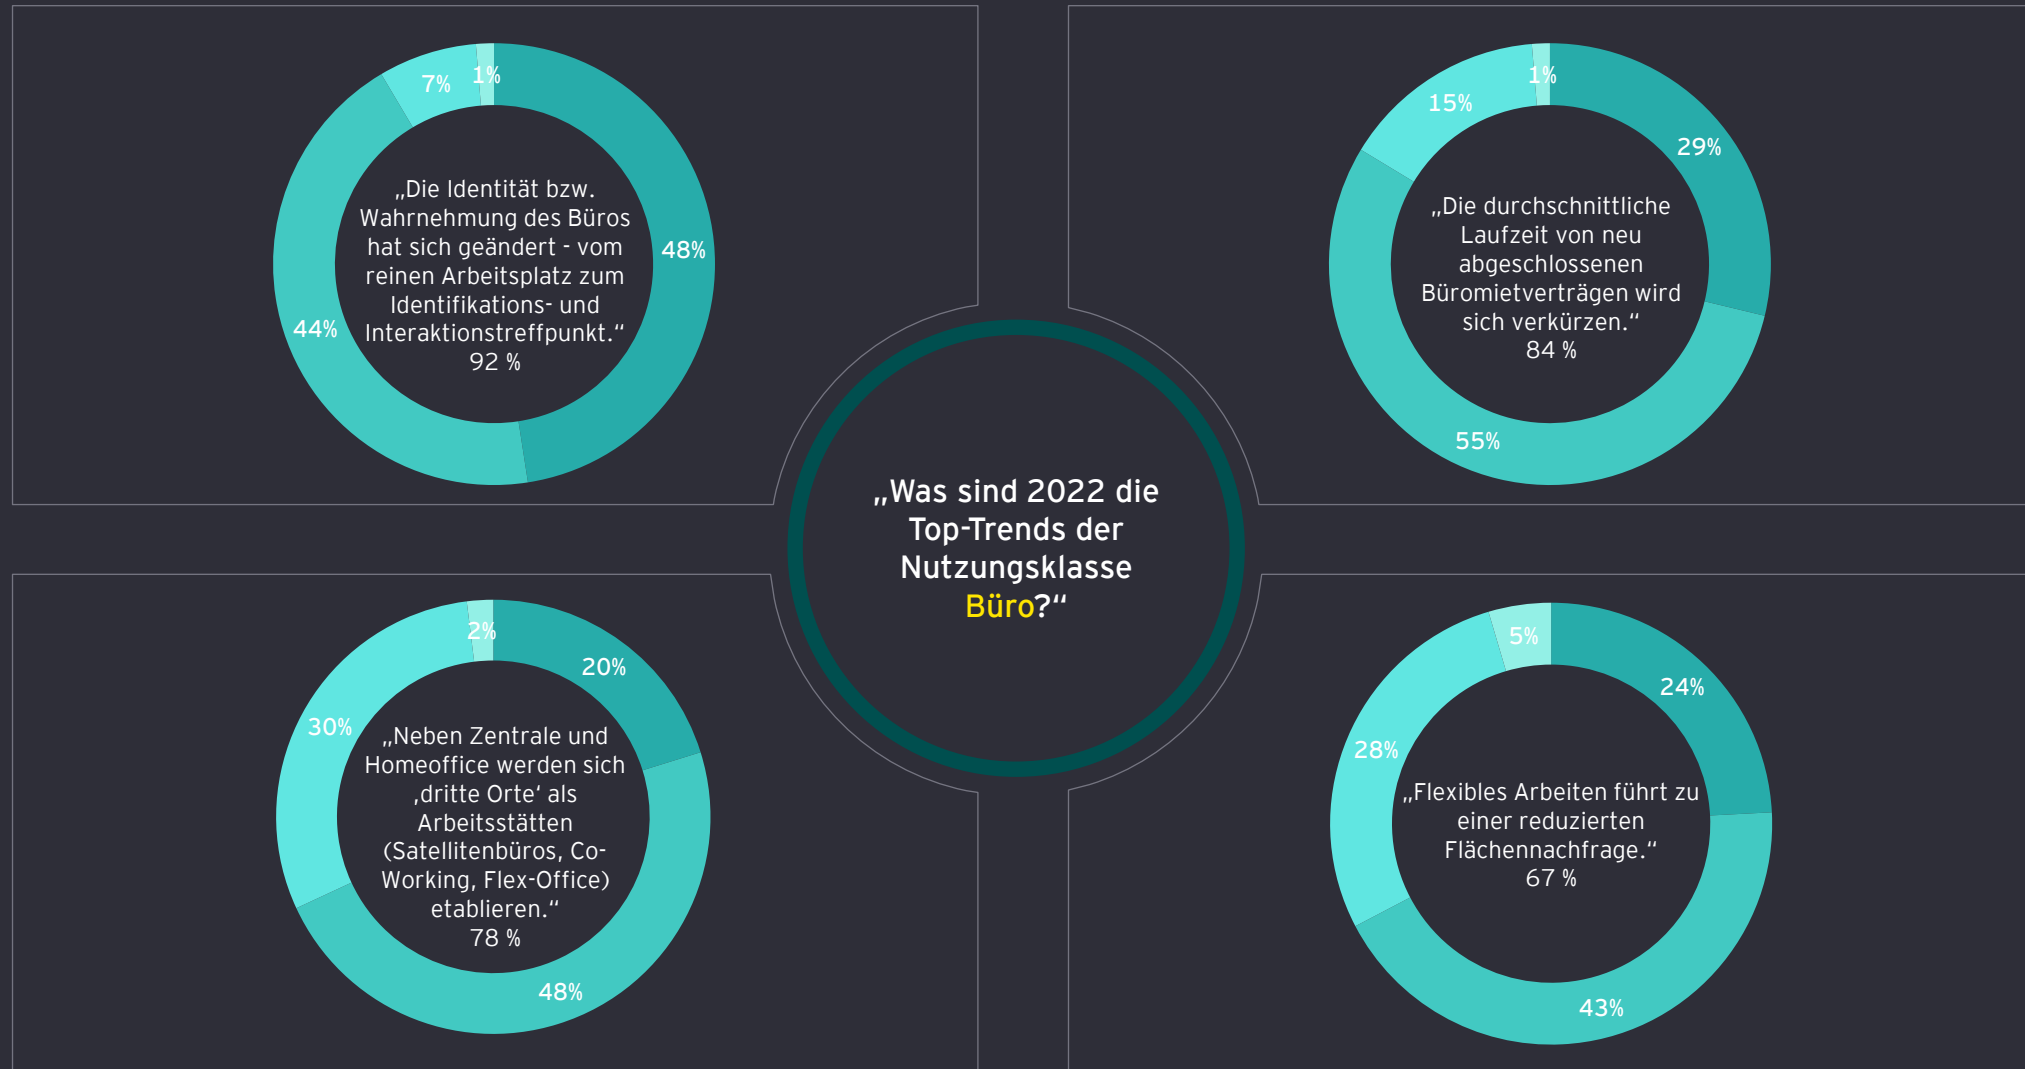 7%
1%
48%
44%
„Die Identität bzw.
Wahrnehmung des Büros
hat sich geändert - vom
reinen Arbeitsplatz zum
Identifikations- und
Interaktionstreffpunkt.“
92 %
1%
15%
29%
55%
„Die durchschnittliche
Laufzeit von neu
abgeschlossenen
Büromietverträgen wird
sich verkürzen.“
84 %
„Was sind 2022 die
Top-Trends der
Nutzungsklasse
Büro?“
2%
20%
30%
48%
„Neben Zentrale und
Homeoffice werden sich
‚dritte Orte‘ als
Arbeitsstätten
(Satellitenbüros, Co-
Working, Flex-Office)
etablieren.“
78 %
5%
24%
28%
43%
„Flexibles Arbeiten führt zu
einer reduzierten
Flächennachfrage.“
67 %